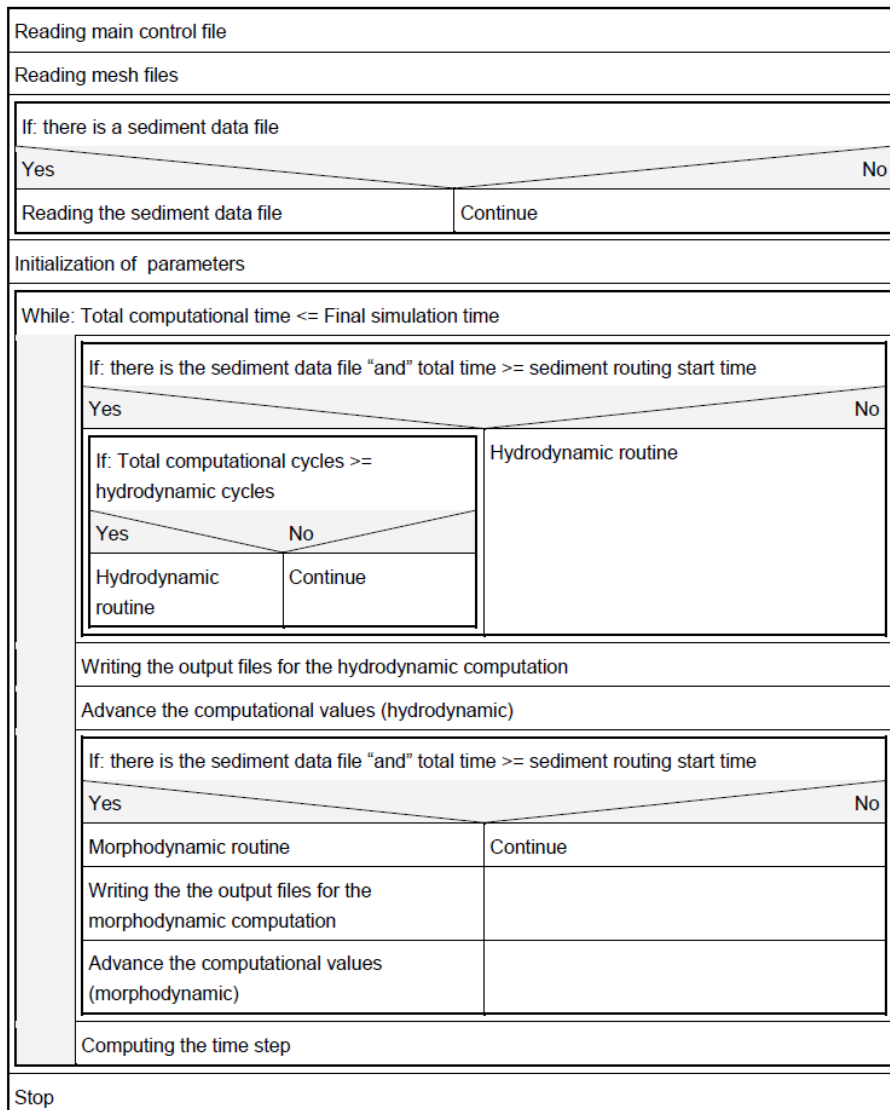 Reading main control file
Reading mesh files
If: there is a sediment data file
Yes
No
Reading the sediment data file
Continue
Initialization of parameters
While: Total computational time <= Final simulation time
If: there is the sediment data file “and” total time >= sediment routing start time
Yes
No
If: Total computational cycles >=
hydrodynamic cycles
Yes
No
Hydrodynamic
routine
Continue
Hydrodynamic routine
Writing the output files for the hydrodynamic computation
Advance the computational values (hydrodynamic)
If: there is the sediment data file “and” total time >= sediment routing start time
Yes
No
Morphodynamic routine
Continue
Writing the the output files for the
morphodynamic computation
Advance the computational values
(morphodynamic)
Computing the time step
Stop